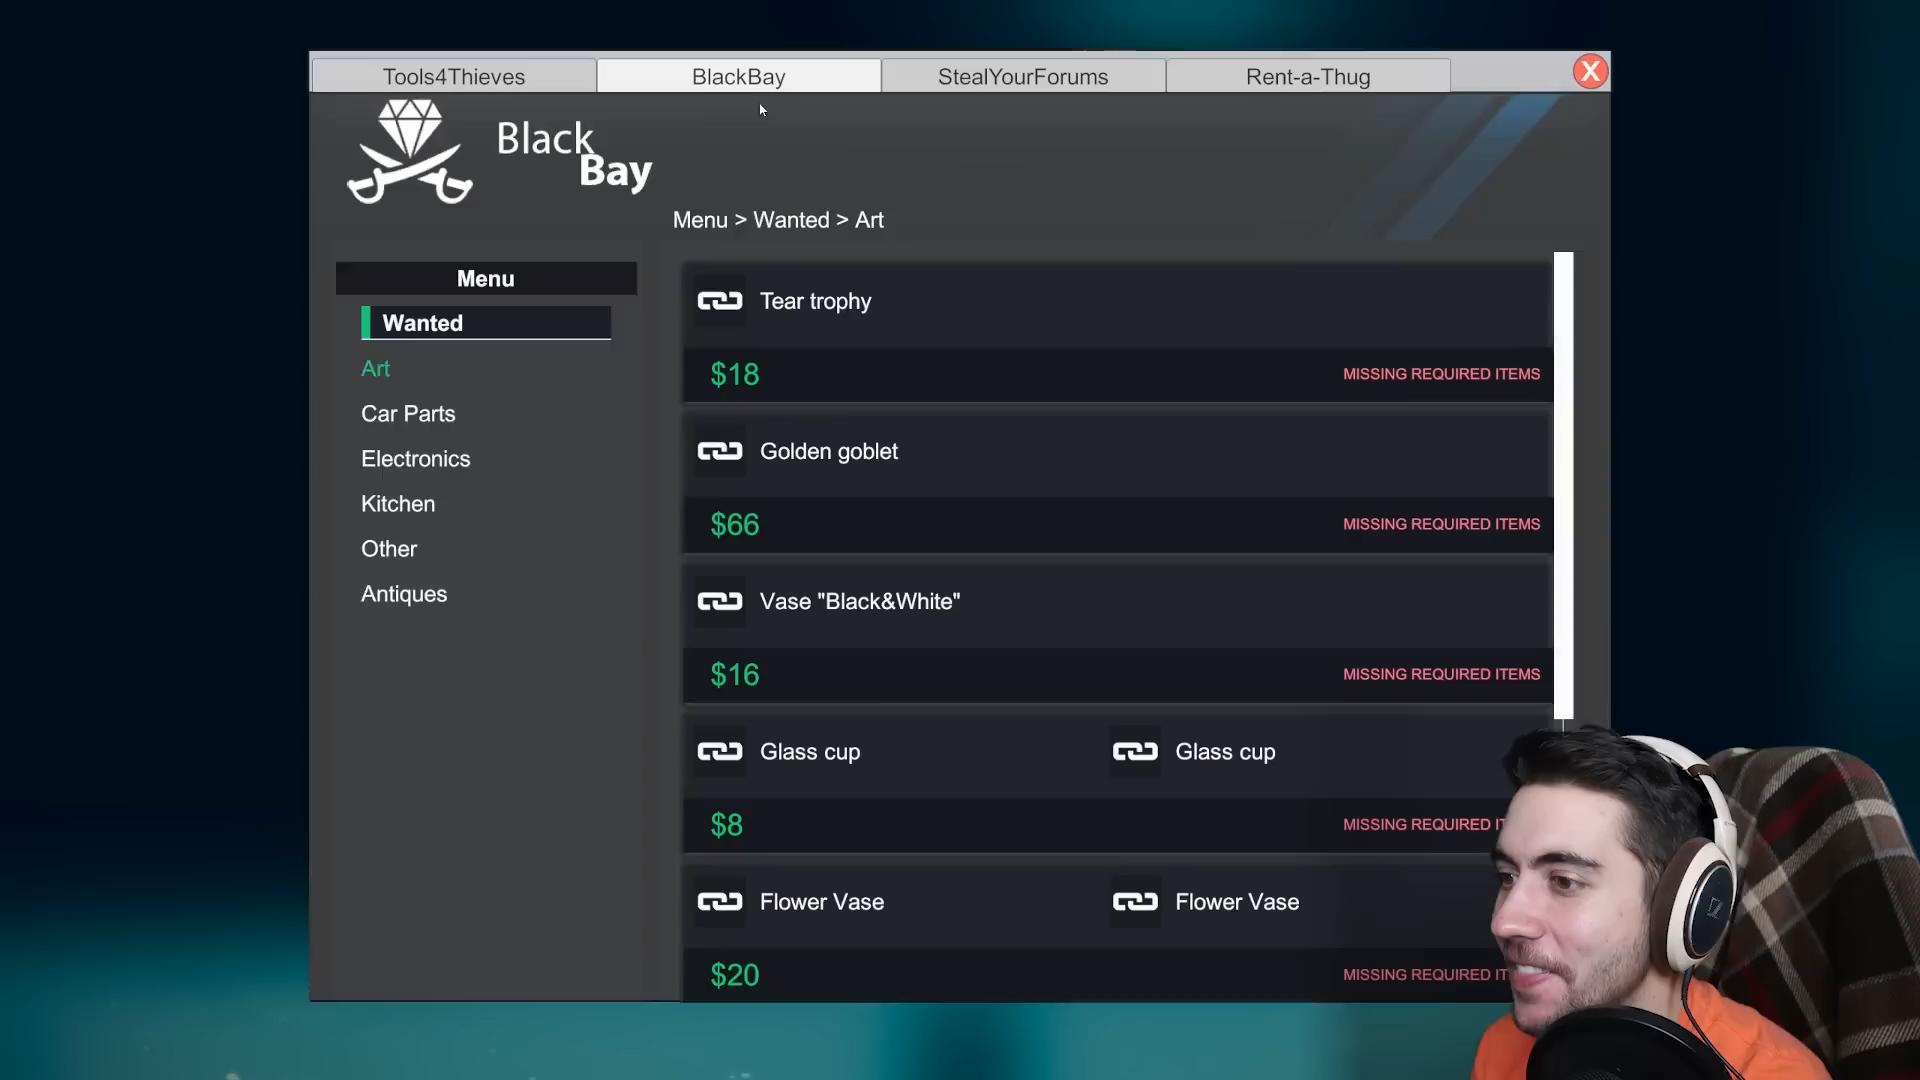 Tools4Thieves
BlackBay
StealYourForums
Rent-a-Thug
X
Black
Bay
Menu > Wanted > Art
Menu
Wanted
Art
Car Parts
Electronics
Kitchen
Other
Antiques
Tear trophy
$18 MISSING REQUIRED ITEMS
Golden goblet
$66 MISSING REQUIRED ITEMS
Vase "Black&White"
$16 MISSING REQUIRED ITEMS
Glass cup Glass cup
$8 MISSING REQUIRED
Flower Vase Flower Vase
$20 MISSING REQUIRED